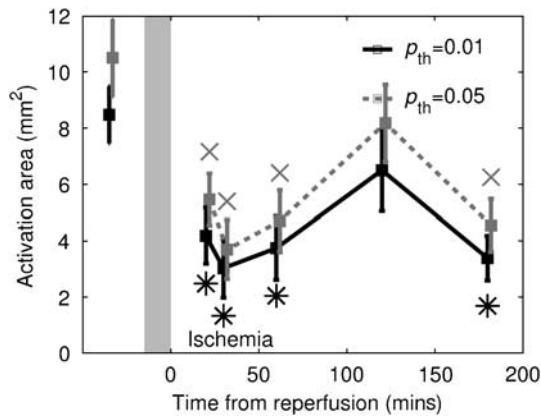 12
10
8
6
4
2
0
Activation area (mm²)
p_th=0.01
p_th=0.05
Ischemia
0 50 100 150 200
Time from reperfusion (mins)